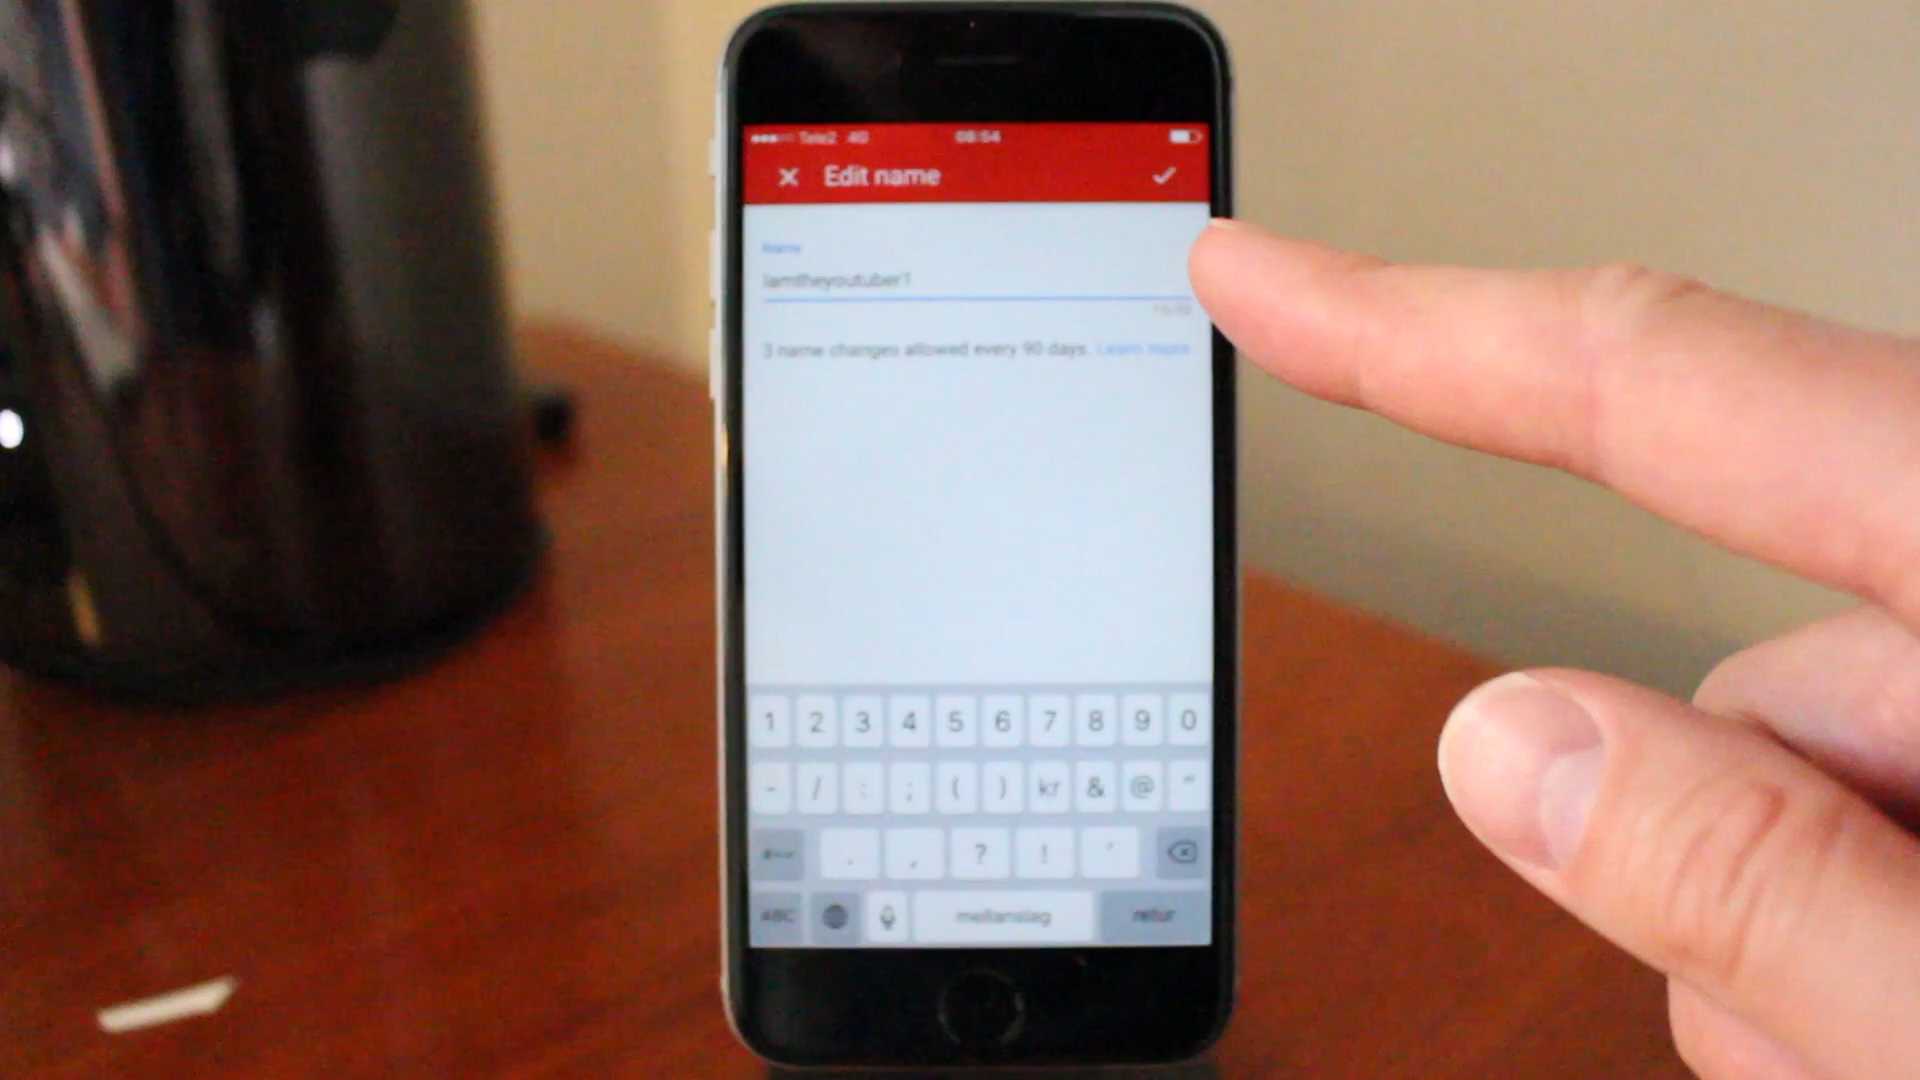 Tele2 4G 08:54
Edit name
Name
Iamtheyoutuber1
3 name changes allowed every 90 days. Learn more
1 2 3 4 5 6 7 8 9 0
- / : ; ( ) kr & @ "
#+= . , ? ! '
ABC mellanslag retur